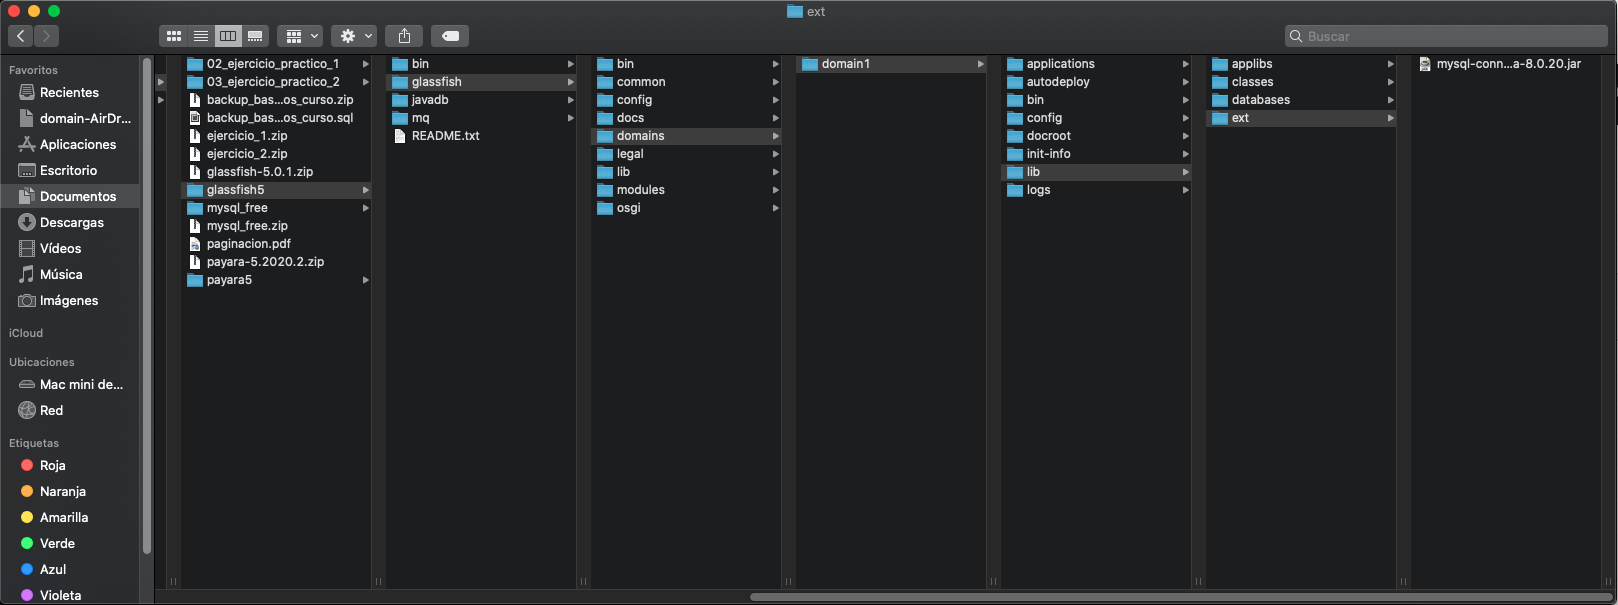 ext
Buscar
Favoritos
Recientes
domain-AirDr...
Aplicaciones
Escritorio
Documentos
Descargas
Vídeos
Música
Imágenes
iCloud
Ubicaciones
Mac mini de...
Red
Etiquetas
Roja
Naranja
Amarilla
Verde
Azul
Violeta
02_ejercicio_practico_1
03_ejercicio_practico_2
backup_bas...os_curso.zip
backup_bas...os_curso.sql
ejercicio_1.zip
ejercicio_2.zip
glassfish-5.0.1.zip
glassfish5
mysql_free
mysql_free.zip
paginacion.pdf
payara-5.2020.2.zip
payara5
bin
glassfish
javadb
mq
README.txt
bin
common
config
docs
domains
legal
lib
modules
osgi
domain1
applications
autodeploy
bin
config
docroot
init-info
lib
logs
applibs
classes
databases
ext
mysql-conn...a-8.0.20.jar